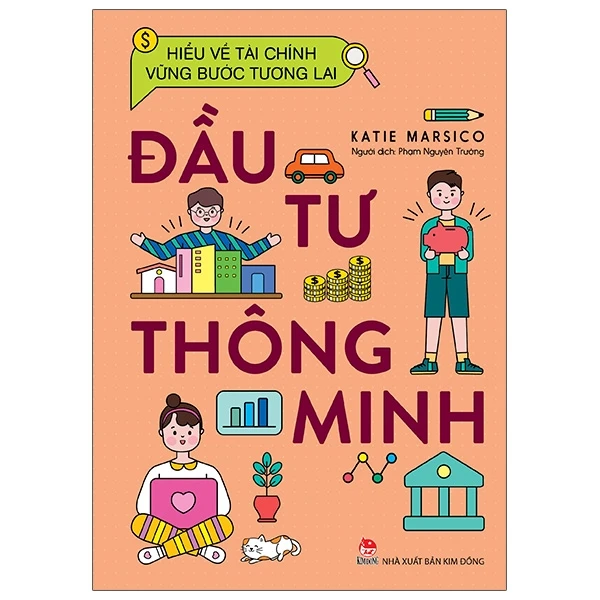 HIỂU VỀ TÀI CHÍNH
VỮNG BƯỚC TƯƠNG LAI
KATIE MARSICO
Người dịch: Phạm Nguyên Trường
ĐẦU
TƯ
THÔNG
MINH
NHÀ XUẤT BẢN KIM ĐỒNG